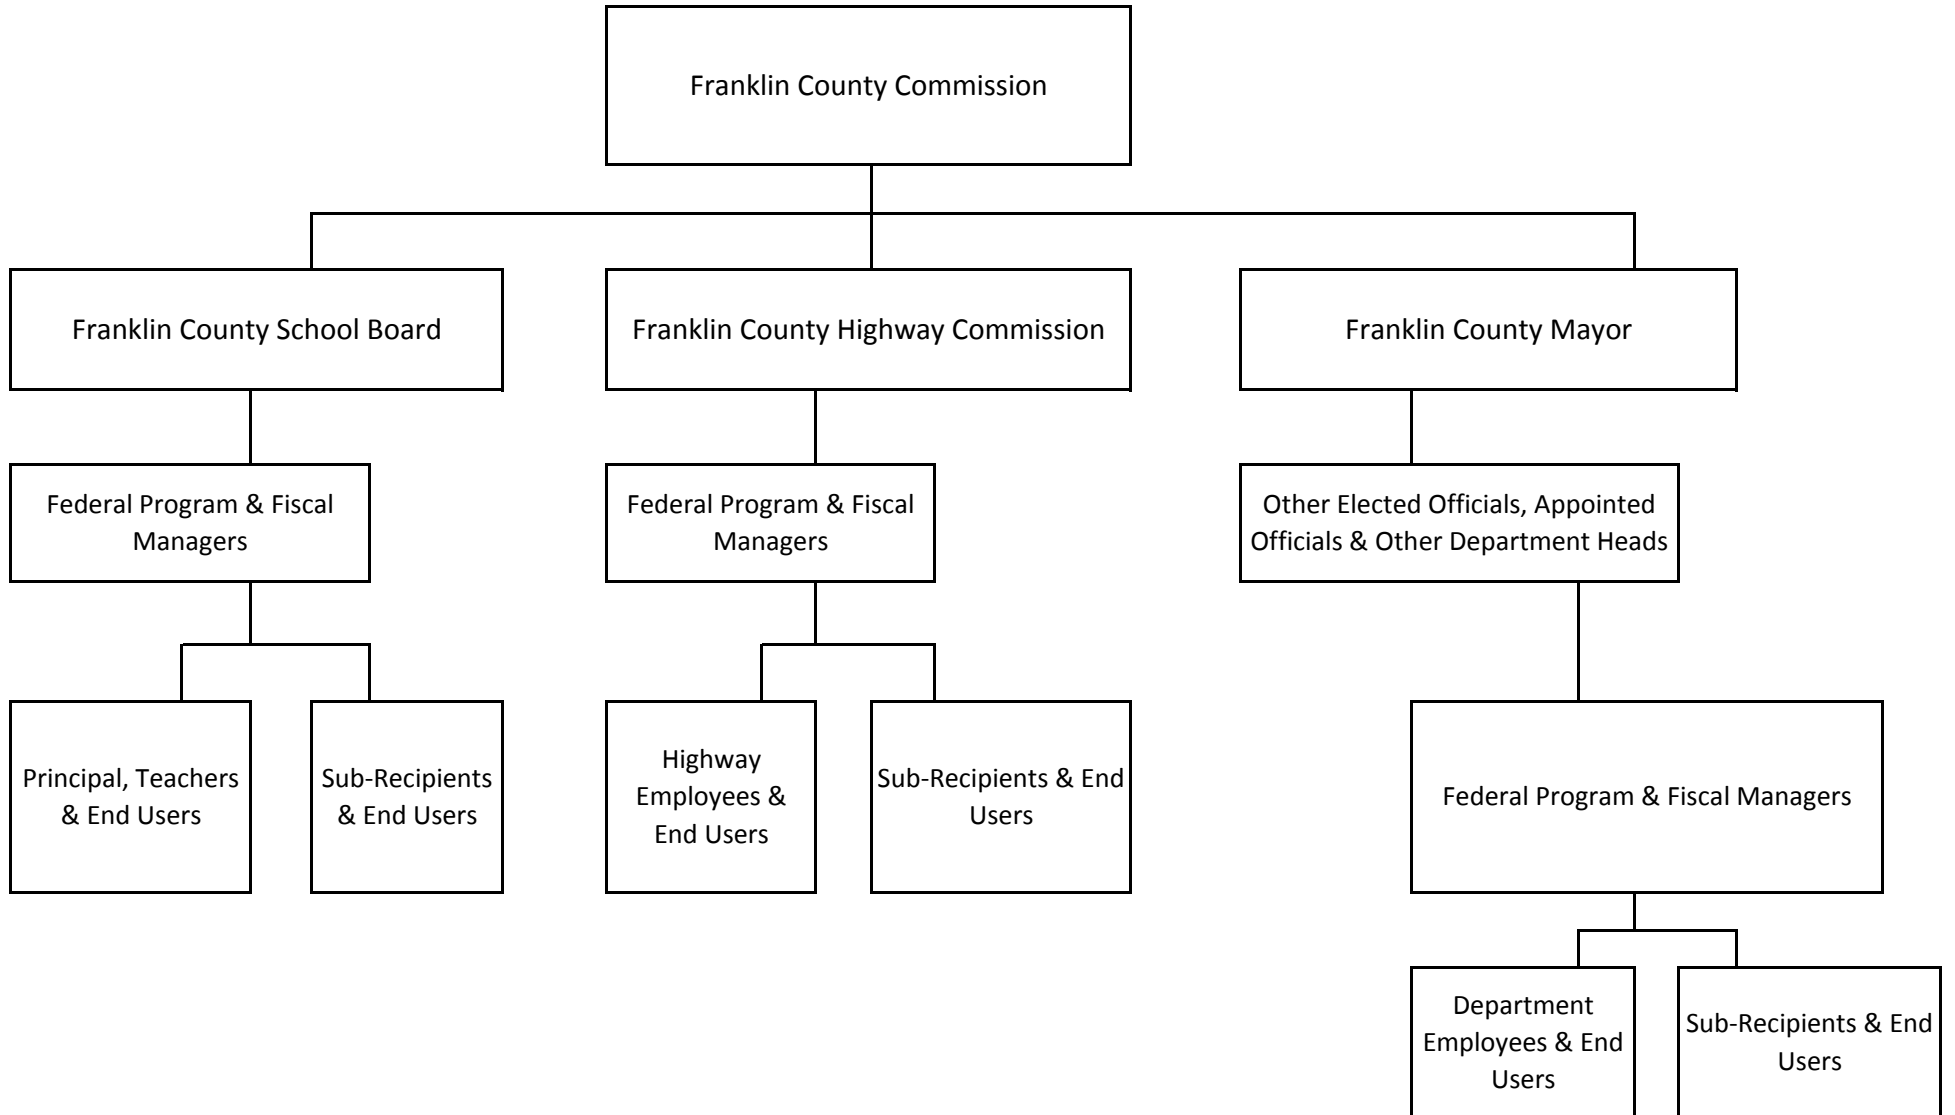 Franklin County Commission
Franklin County School Board
Franklin County Highway Commission
Franklin County Mayor
Federal Program & Fiscal
Managers
Federal Program & Fiscal
Managers
Other Elected Officials, Appointed
Officials & Other Department Heads
Principal, Teachers
& End Users
Sub-Recipients
& End Users
Highway
Employees &
End Users
Sub-Recipients & End
Users
Federal Program & Fiscal Managers
Department
Employees & End
Users
Sub-Recipients & End
Users